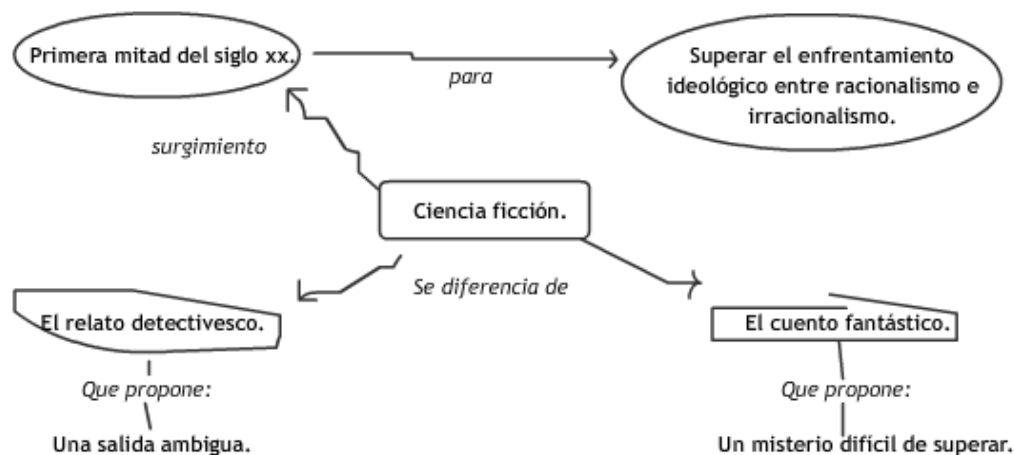 Primera mitad del siglo xx.
para
Superar el enfrentamiento
ideológico entre racionalismo e
irracionalismo.
surgimiento
Ciencia ficción.
Se diferencia de
El relato detectivesco.
El cuento fantástico.
Que propone:
Que propone:
Una salida ambigua.
Un misterio difícil de superar.